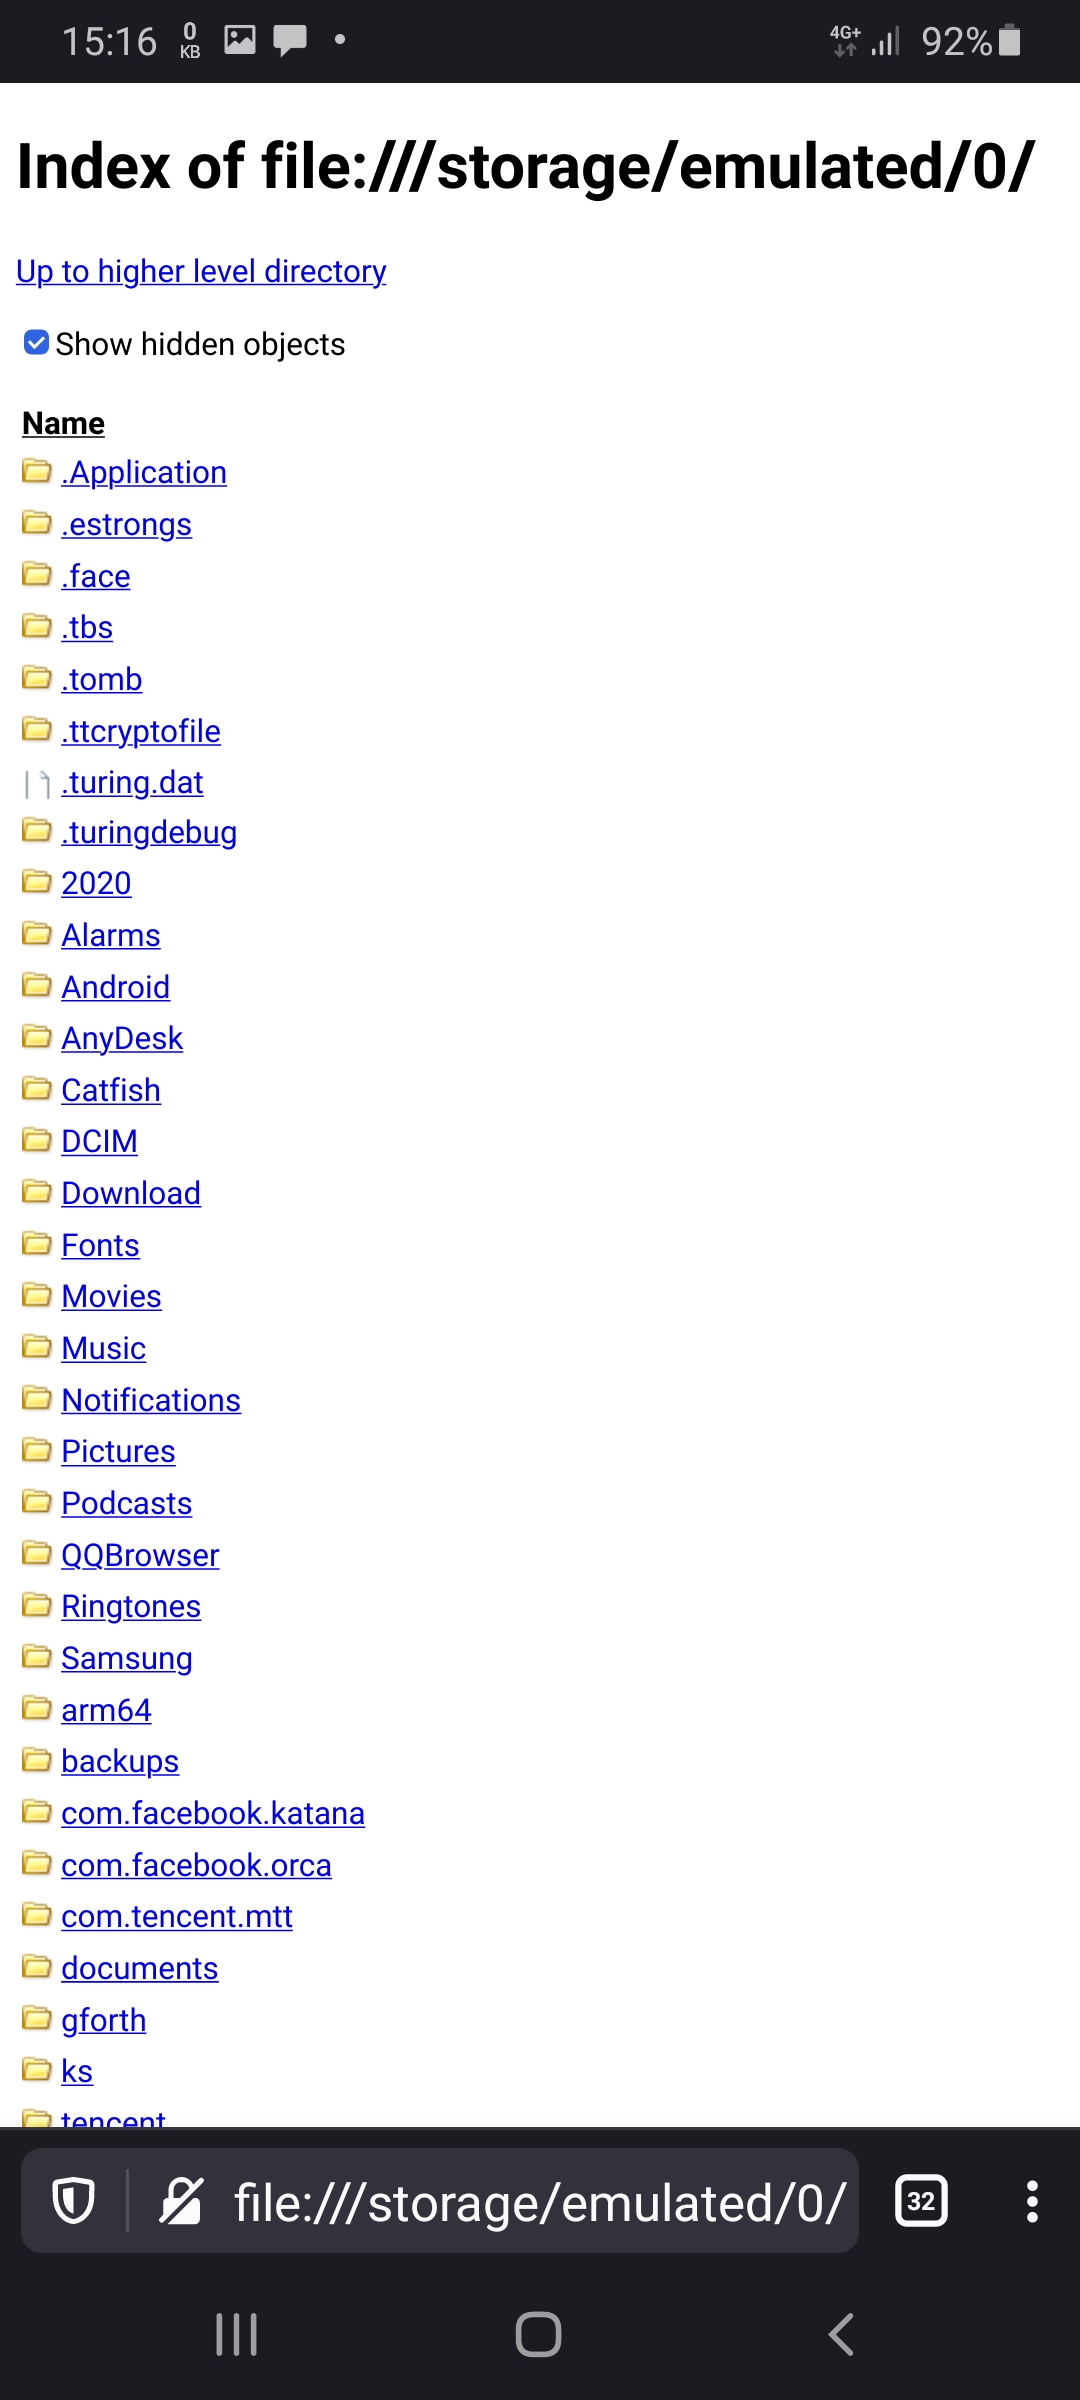 15:16 0 KB 4G+ 92%
Index of file:///storage/emulated/0/
Up to higher level directory
Show hidden objects
Name
.Application
.estrongs
.face
.tbs
.tomb
.ttcryptofile
.turing.dat
.turingdebug
2020
Alarms
Android
AnyDesk
Catfish
DCIM
Download
Fonts
Movies
Music
Notifications
Pictures
Podcasts
QQBrowser
Ringtones
Samsung
arm64
backups
com.facebook.katana
com.facebook.orca
com.tencent.mtt
documents
gforth
ks
tencent
file:///storage/emulated/0/ 32